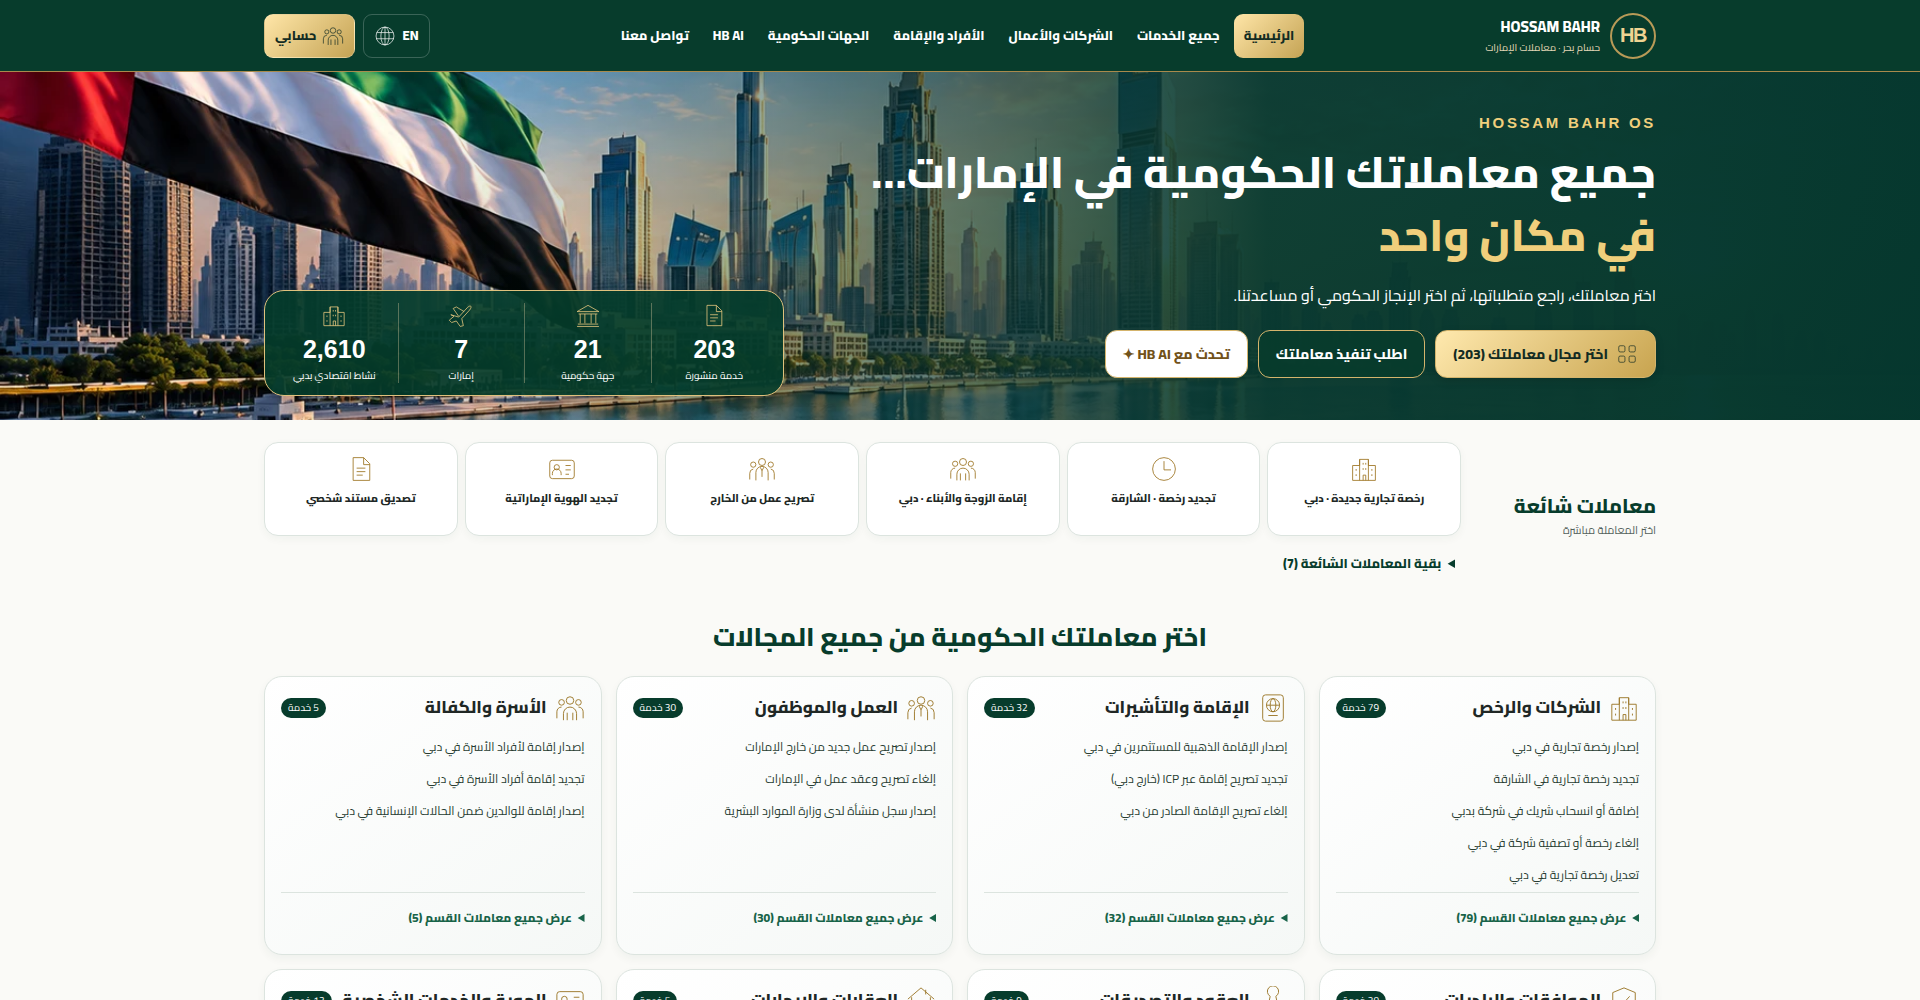 HOSSAM BAHR
حسام بحر · معاملات الإمارات
HB
الرئيسية
جميع الخدمات
الشركات والأعمال
الأفراد والإقامة
الجهات الحكومية
HB AI
تواصل معنا
EN
حسابي
HOSSAM BAHR OS
جميع معاملاتك الحكومية في الإمارات...
في مكان واحد
اختر معاملتك، راجع متطلباتها، ثم اختر الإنجاز الحكومي أو مساعدتنا.
اختر مجال معاملتك (203)
اطلب تنفيذ معاملتك
تحدث مع HB AI ✦
203
خدمة منشورة
21
جهة حكومية
7
إمارات
2,610
نشاط اقتصادي بدبي
معاملات شائعة
اختر المعاملة مباشرة
رخصة تجارية جديدة · دبي
تجديد رخصة · الشارقة
إقامة الزوجة والأبناء · دبي
تصريح عمل من الخارج
تجديد الهوية الإماراتية
تصديق مستند شخصي
◄ بقية المعاملات الشائعة (7)
اختر معاملتك الحكومية من جميع المجالات
الشركات والرخص
79 خدمة
إصدار رخصة تجارية في دبي
تجديد رخصة تجارية في الشارقة
إضافة أو انسحاب شريك في شركة بدبي
إلغاء رخصة أو تصفية شركة في دبي
تعديل رخصة تجارية في دبي
◄ عرض جميع معاملات القسم (79)
الإقامة والتأشيرات
32 خدمة
إصدار الإقامة الذهبية للمستثمرين في دبي
تجديد تصريح إقامة عبر ICP (خارج دبي)
إلغاء تصريح الإقامة الصادر من دبي
◄ عرض جميع معاملات القسم (32)
العمل والموظفون
30 خدمة
إصدار تصريح عمل جديد من خارج الإمارات
إلغاء تصريح وعقد عمل في الإمارات
إصدار سجل منشأة لدى وزارة الموارد البشرية
◄ عرض جميع معاملات القسم (30)
الأسرة والكفالة
5 خدمة
إصدار إقامة لأفراد الأسرة في دبي
تجديد إقامة أفراد الأسرة في دبي
إصدار إقامة للوالدين ضمن الحالات الإنسانية في دبي
◄ عرض جميع معاملات القسم (5)
الموافقات والبلديات
العقود والتصديقات
العقارات والإيجارات
الهوية والخدمات الشخصية